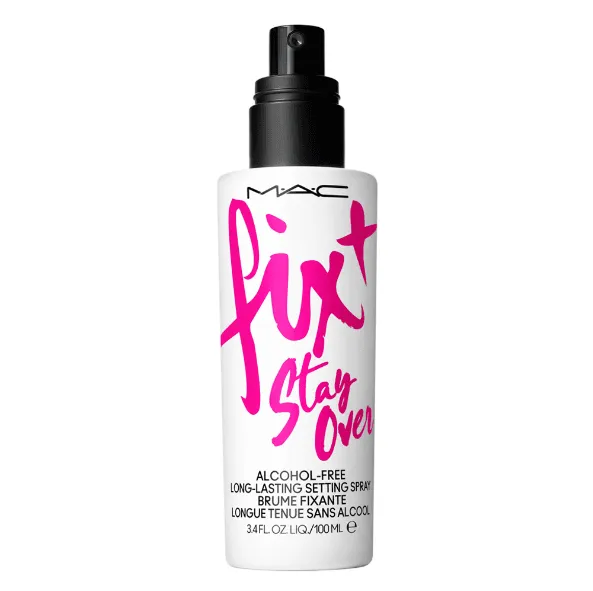 M·A·C
fix+
Stay
Over
ALCOHOL-FREE
LONG-LASTING SETTING SPRAY
BRUME FIXANTE
LONGUE TENUE SANS ALCOOL
3.4 FL. OZ. LIQ./100 ML ℮